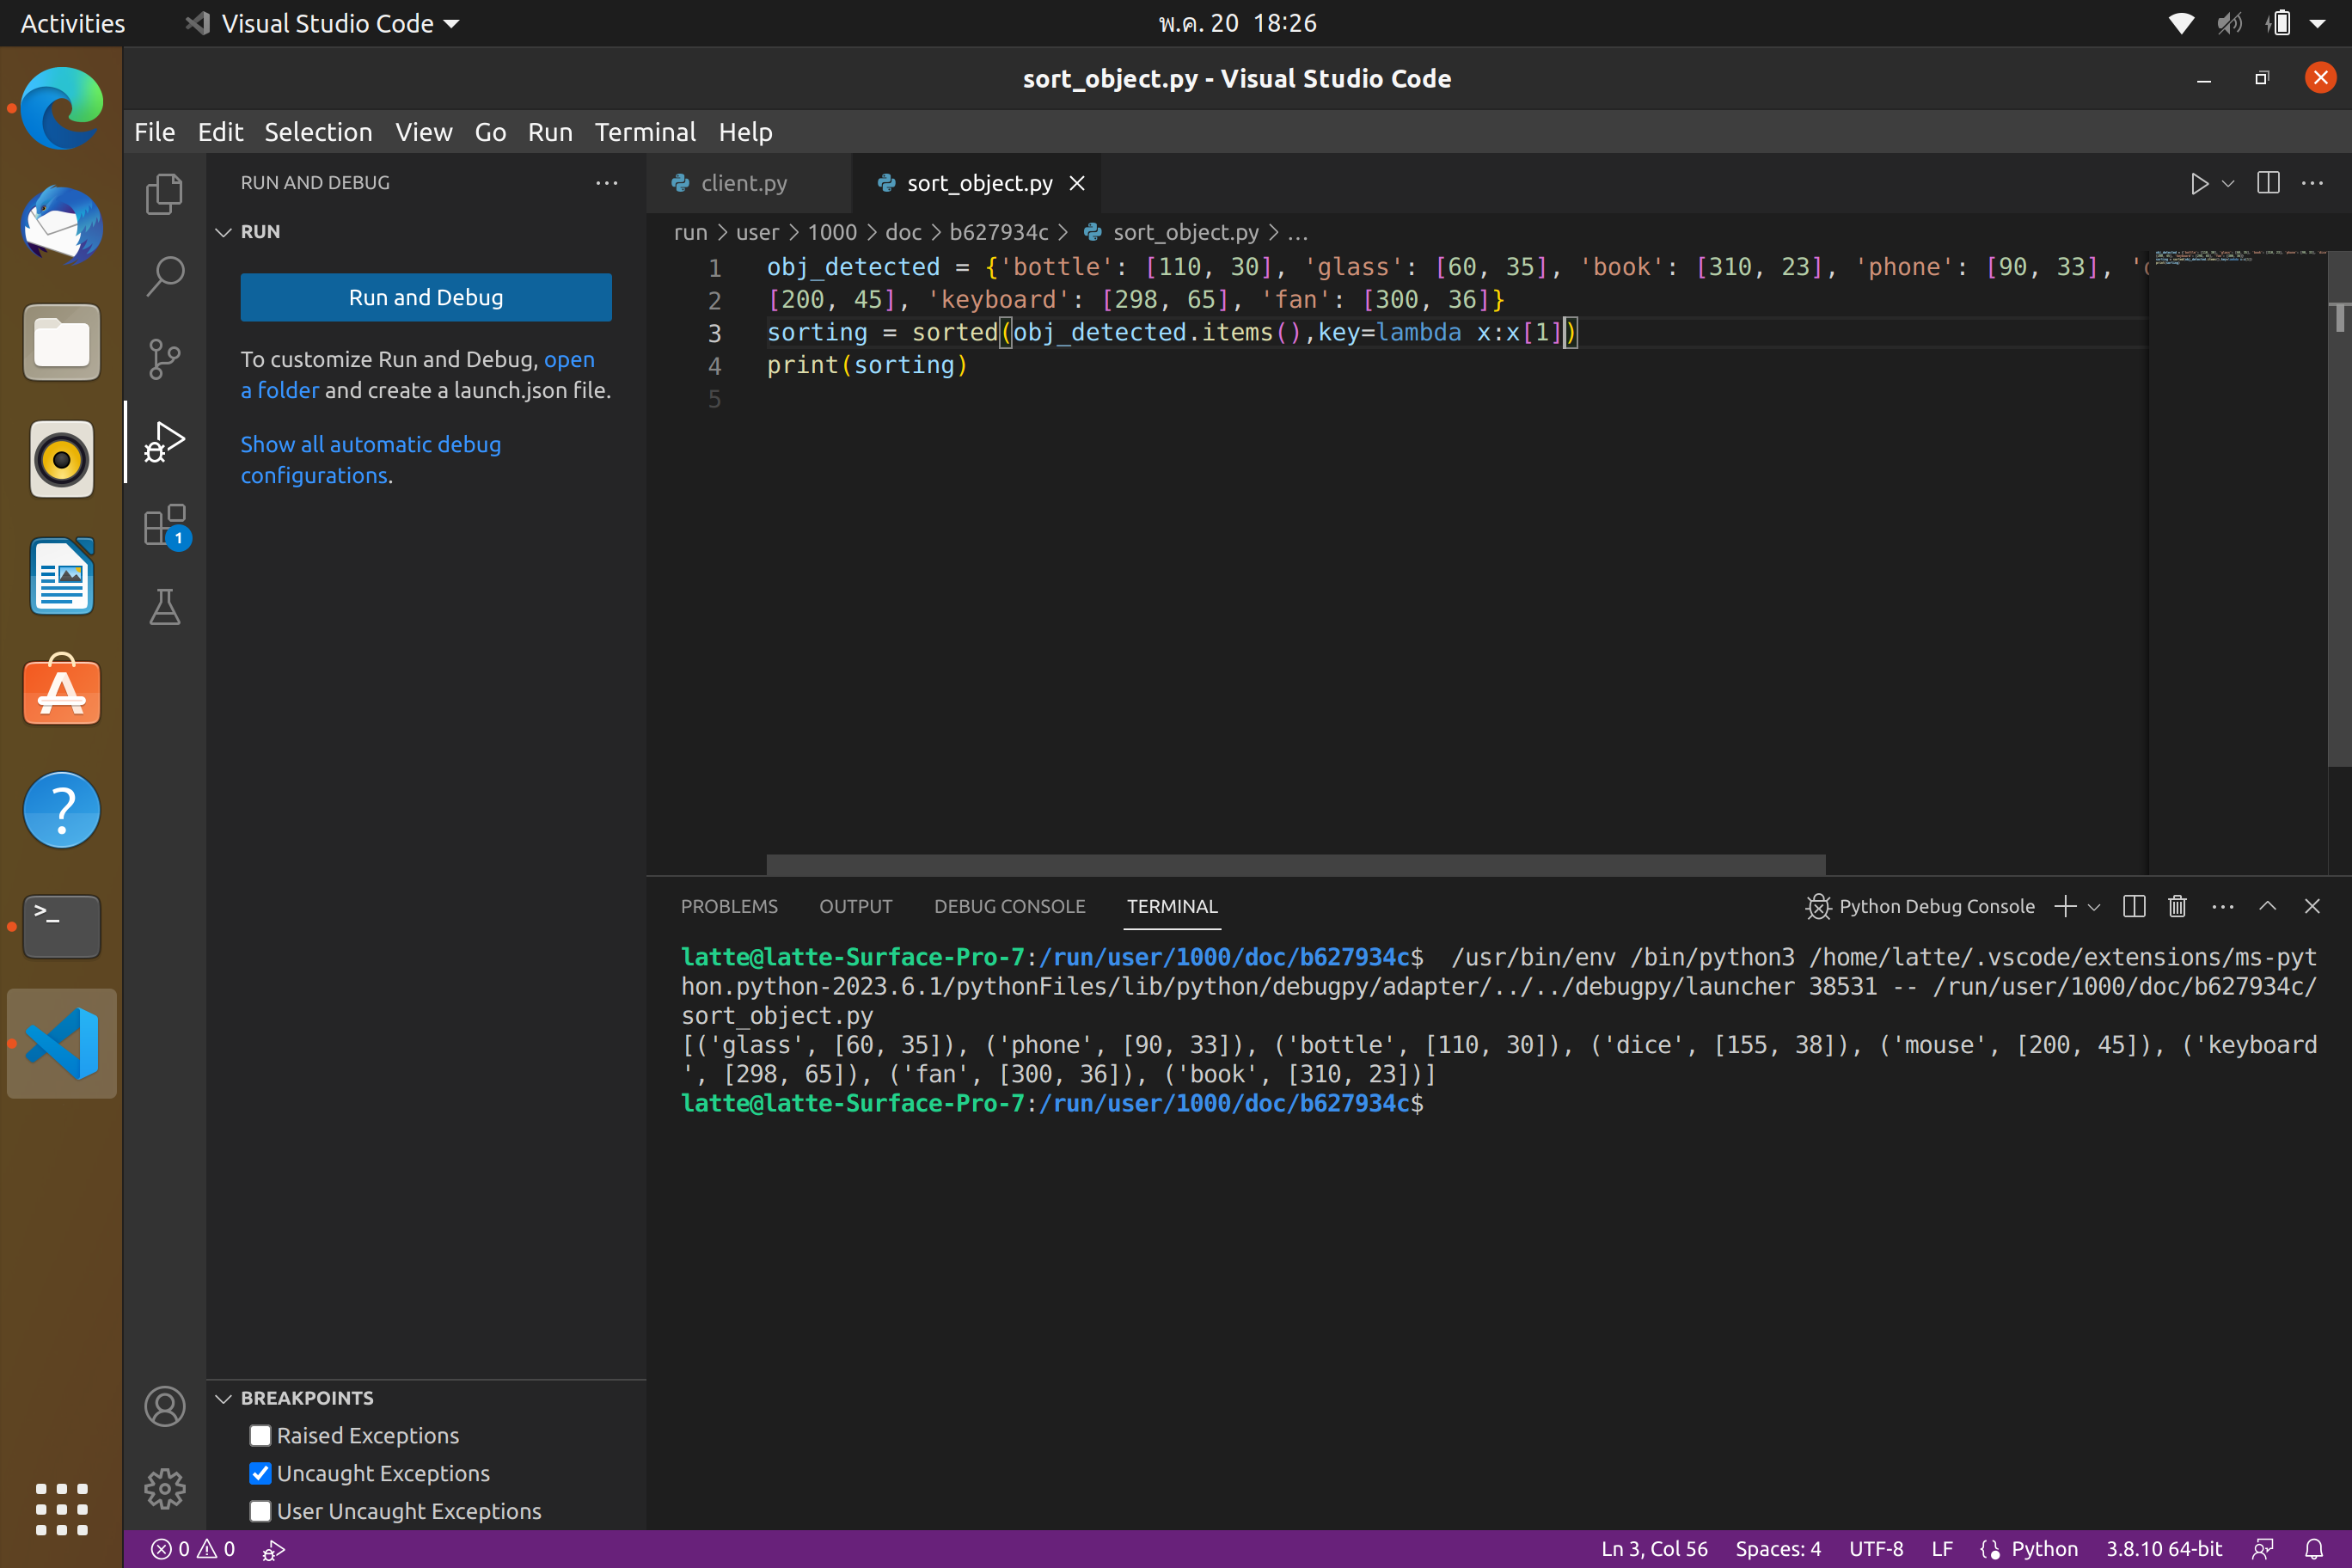 Activities
Visual Studio Code
พ.ค. 20 18:26
sort_object.py - Visual Studio Code
File Edit Selection View Go Run Terminal Help
RUN AND DEBUG
RUN
Run and Debug
To customize Run and Debug, open
a folder and create a launch.json file.
Show all automatic debug
configurations.
1
client.py
sort_object.py
run > user > 1000 > doc > b627934c > sort_object.py > ...
1 obj_detected = {'bottle': [110, 30], 'glass': [60, 35], 'book': [310, 23], 'phone': [90, 33], '
2 [200, 45], 'keyboard': [298, 65], 'fan': [300, 36]}
3 sorting = sorted(obj_detected.items(),key=lambda x:x[1])
4 print(sorting)
5
PROBLEMS OUTPUT DEBUG CONSOLE TERMINAL
Python Debug Console
latte@latte-Surface-Pro-7:/run/user/1000/doc/b627934c$ /usr/bin/env /bin/python3 /home/latte/.vscode/extensions/ms-pyt
hon.python-2023.6.1/pythonFiles/lib/python/debugpy/adapter/../../debugpy/launcher 38531 -- /run/user/1000/doc/b627934c/
sort_object.py
[('glass', [60, 35]), ('phone', [90, 33]), ('bottle', [110, 30]), ('dice', [155, 38]), ('mouse', [200, 45]), ('keyboard
', [298, 65]), ('fan', [300, 36]), ('book', [310, 23])]
latte@latte-Surface-Pro-7:/run/user/1000/doc/b627934c$
BREAKPOINTS
Raised Exceptions
Uncaught Exceptions
User Uncaught Exceptions
0 0
Ln 3, Col 56 Spaces: 4 UTF-8 LF Python 3.8.10 64-bit